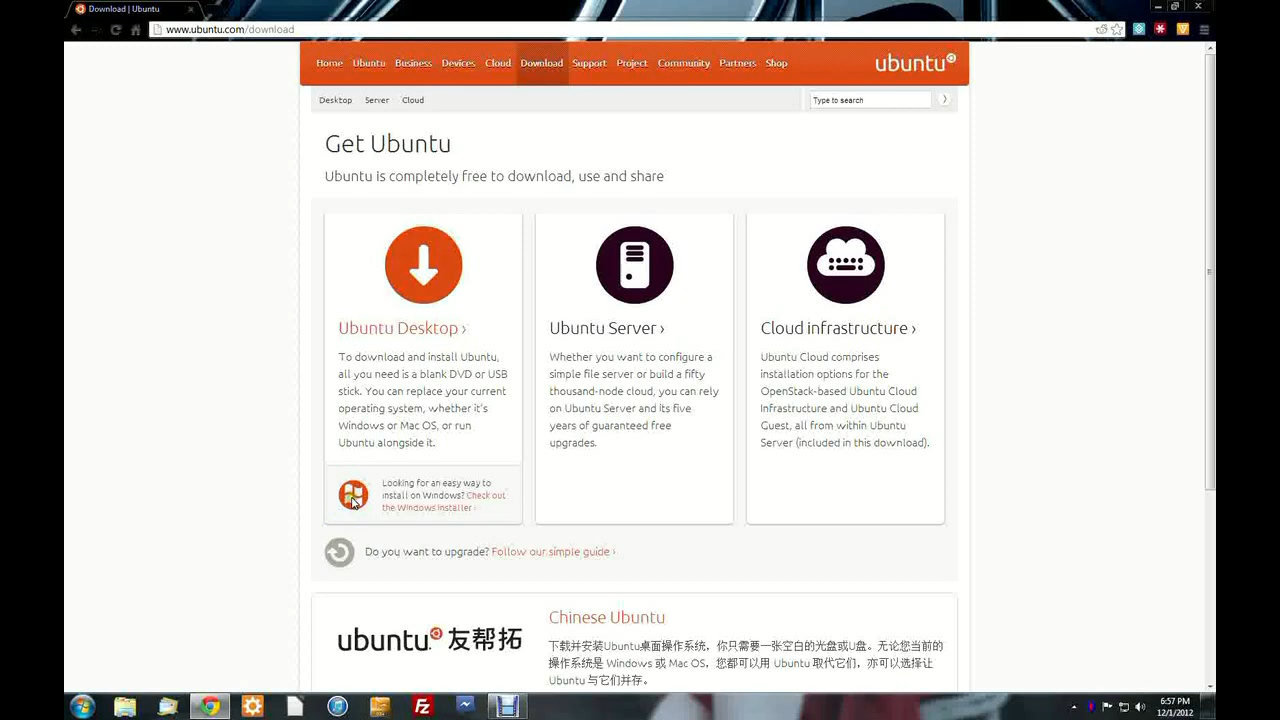 Download | Ubuntu
www.ubuntu.com/download
Home Ubuntu Business Devices Cloud Download Support Project Community Partners Shop
ubuntu
Desktop Server Cloud
Type to search
Get Ubuntu
Ubuntu is completely free to download, use and share
Ubuntu Desktop ›
To download and install Ubuntu,
all you need is a blank DVD or USB
stick. You can replace your current
operating system, whether it's
Windows or Mac OS, or run
Ubuntu alongside it.
Looking for an easy way to
install on Windows? Check out
the Windows installer ›
Ubuntu Server ›
Whether you want to configure a
simple file server or build a fifty
thousand-node cloud, you can rely
on Ubuntu Server and its five
years of guaranteed free
upgrades.
Cloud infrastructure ›
Ubuntu Cloud comprises
installation options for the
OpenStack-based Ubuntu Cloud
Infrastructure and Ubuntu Cloud
Guest, all from within Ubuntu
Server (included in this download).
Do you want to upgrade? Follow our simple guide ›
ubuntu 友帮拓
Chinese Ubuntu
下载并安装Ubuntu桌面操作系统，你只需要一张空白的光盘或U盘。无论您当前的
操作系统是 Windows 或 Mac OS，您都可以用 Ubuntu 取代它们，亦可以选择让
Ubuntu 与它们并存。
Fz
6:57 PM
12/1/2012